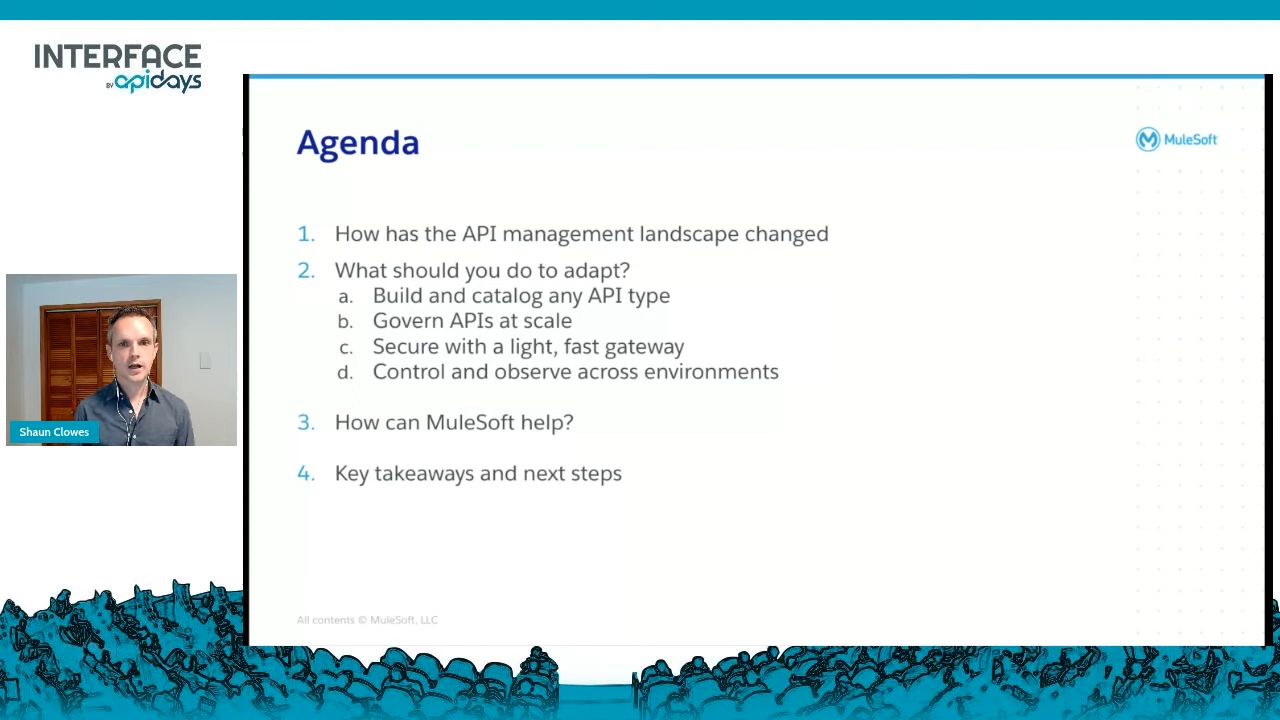 INTERFACE
BY apidays
Agenda
MuleSoft
1. How has the API management landscape changed
2. What should you do to adapt?
a. Build and catalog any API type
b. Govern APIs at scale
c. Secure with a light, fast gateway
d. Control and observe across environments
3. How can MuleSoft help?
4. Key takeaways and next steps
Shaun Clowes
All contents © MuleSoft, LLC